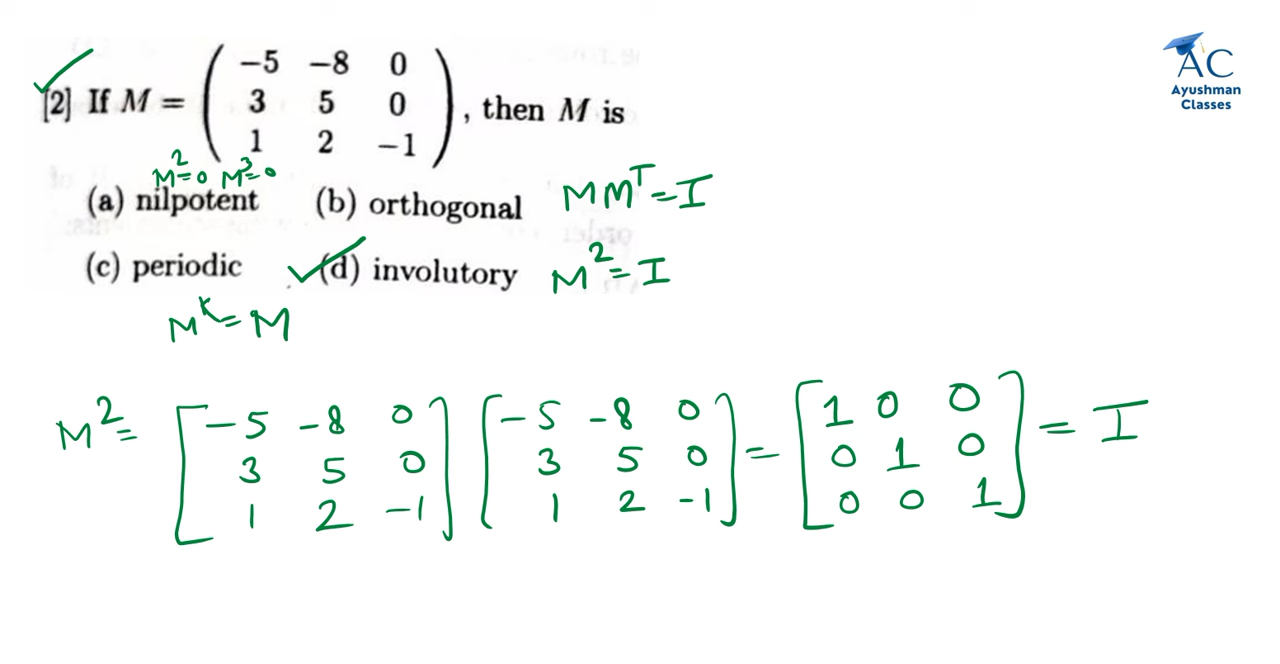 AC
Ayushman
Classes
[2] If M = ( −5 −8 0
3 5 0
1 2 −1 ), then M is
M²=0 M³=0
(a) nilpotent (b) orthogonal MMᵀ=I
(c) periodic (d) involutory M²=I
Mᴷ=M
M²= [ −5 −8 0 ] [ −5 −8 0 ] = [ 1 0 0 ] = I
3 5 0 3 5 0 0 1 0
1 2 −1 1 2 −1 0 0 1